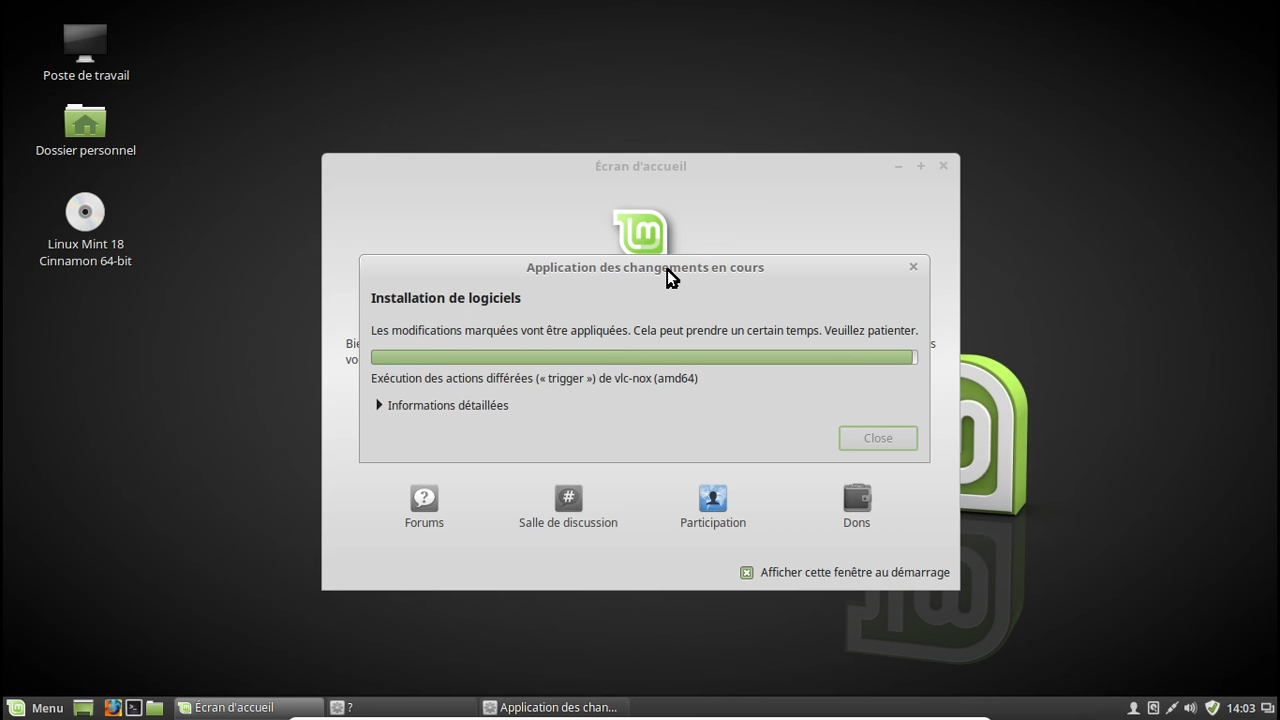 Poste de travail
Dossier personnel
Linux Mint 18
Cinnamon 64-bit
Écran d'accueil
Application des changements en cours
Installation de logiciels
Les modifications marquées vont être appliquées. Cela peut prendre un certain temps. Veuillez patienter.
Exécution des actions différées (« trigger ») de vlc-nox (amd64)
Informations détaillées
Close
Forums
Salle de discussion
Participation
Dons
Afficher cette fenêtre au démarrage
Menu
Écran d'accueil
?
Application des chan...
14:03